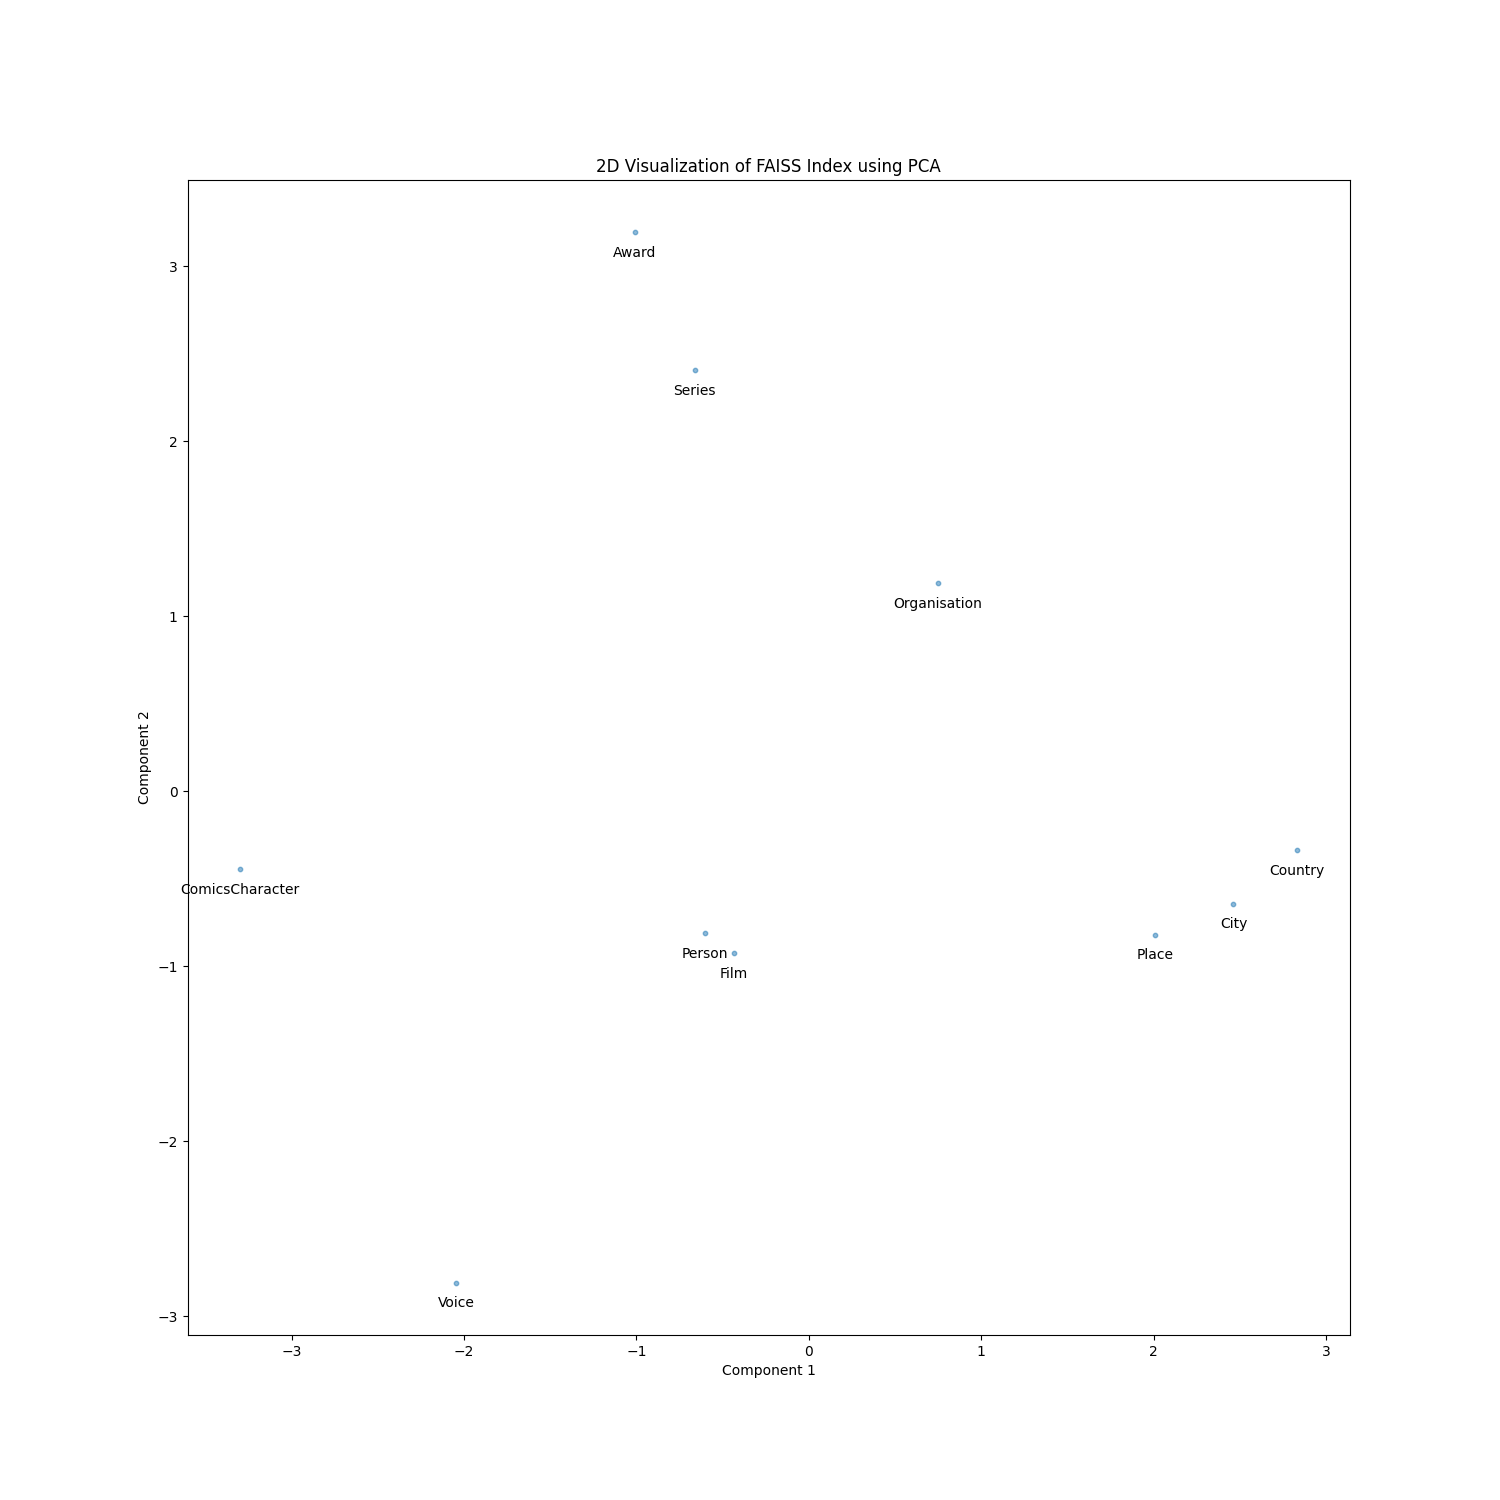 2D Visualization of FAISS Index using PCA
Award
3
Series
2
Organisation
1
Component 2
0
Country
ComicsCharacter
City
Person
Place
−1
Film
−2
Voice
−3
−3 −2 −1 0 1 2 3
Component 1